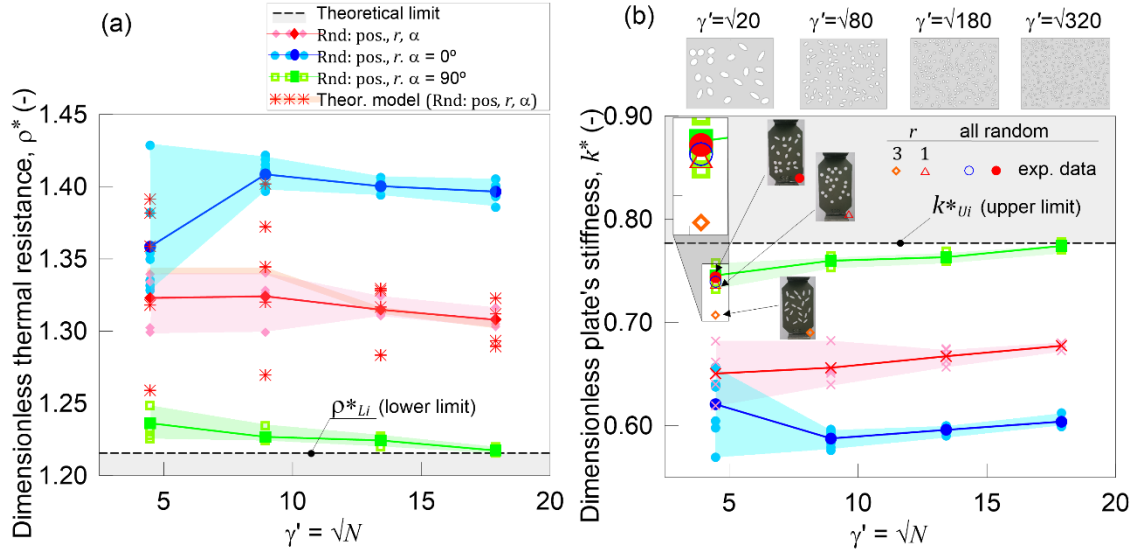 (a)
Theoretical limit
Rnd: pos., r, α
Rnd: pos., r. α = 0º
Rnd: pos., r. α = 90º
Theor. model (Rnd: pos, r, α)
Dimensionless thermal resistance, ρ* (-)
1.45
1.40
1.35
1.30
1.25
1.20
ρ*Li (lower limit)
5
10
15
20
γ' = √N
(b)
γ'=√20
γ'=√80
γ'=√180
γ'=√320
Dimensionless plate's stiffness, k* (-)
0.90
0.80
0.70
0.60
r
all random
3
1
exp. data
k*Ui (upper limit)
5
10
15
20
γ' = √N